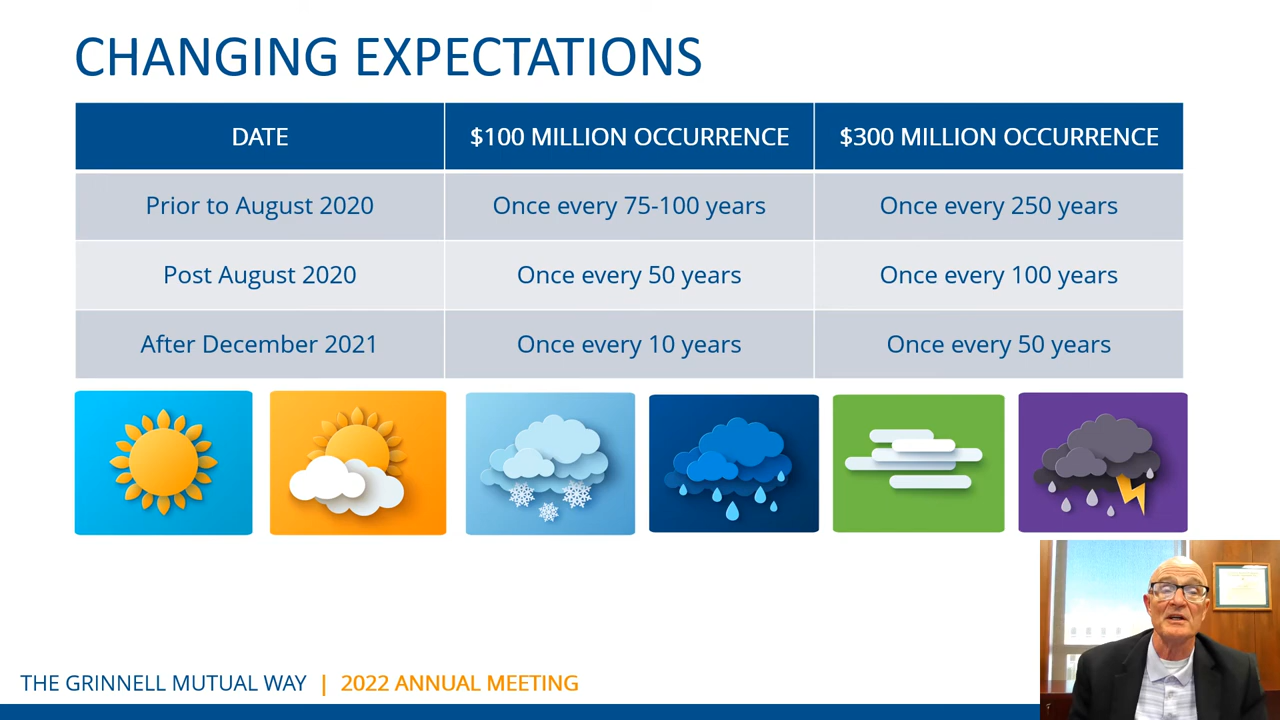 CHANGING EXPECTATIONS
DATE $100 MILLION OCCURRENCE $300 MILLION OCCURRENCE
Prior to August 2020 Once every 75-100 years Once every 250 years
Post August 2020 Once every 50 years Once every 100 years
After December 2021 Once every 10 years Once every 50 years
THE GRINNELL MUTUAL WAY | 2022 ANNUAL MEETING